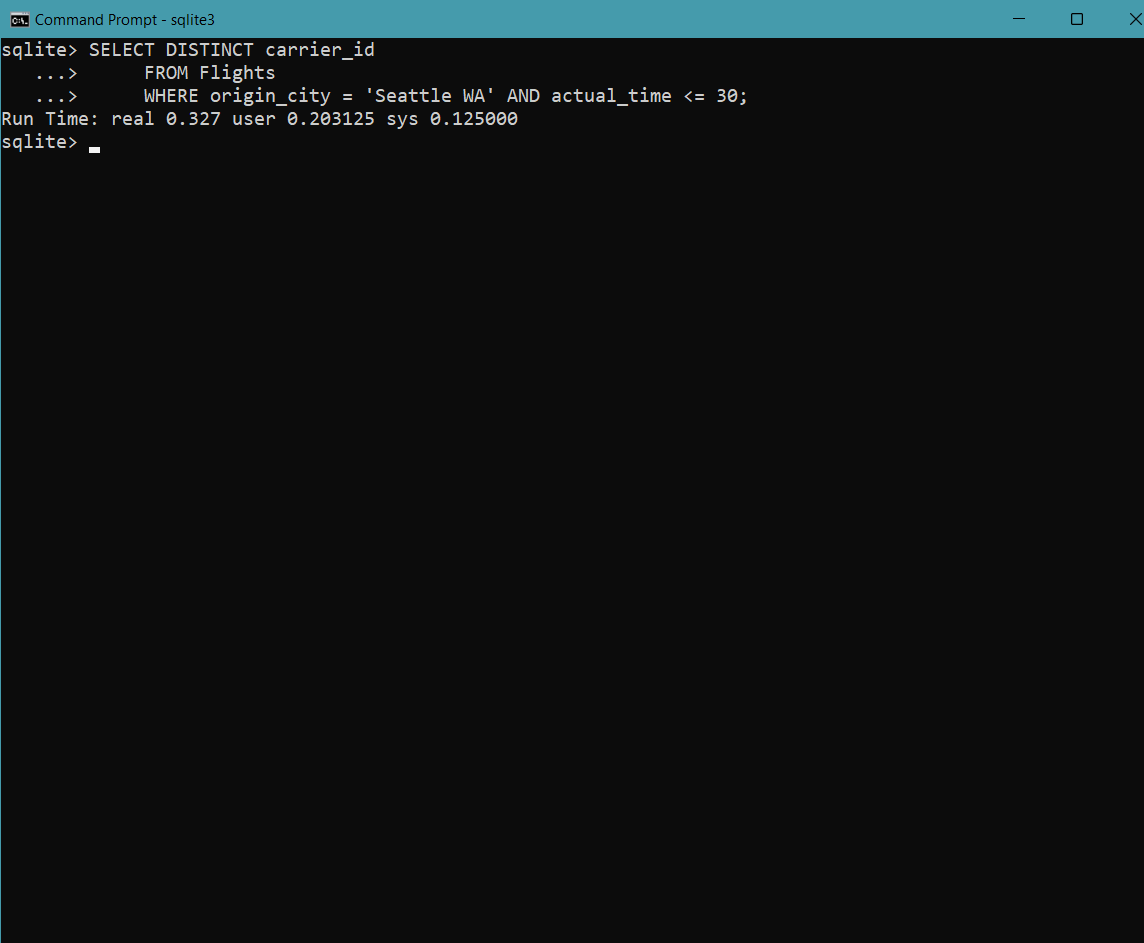 Command Prompt - sqlite3
sqlite> SELECT DISTINCT carrier_id
   ...>      FROM Flights
   ...>      WHERE origin_city = 'Seattle WA' AND actual_time <= 30;
Run Time: real 0.327 user 0.203125 sys 0.125000
sqlite>